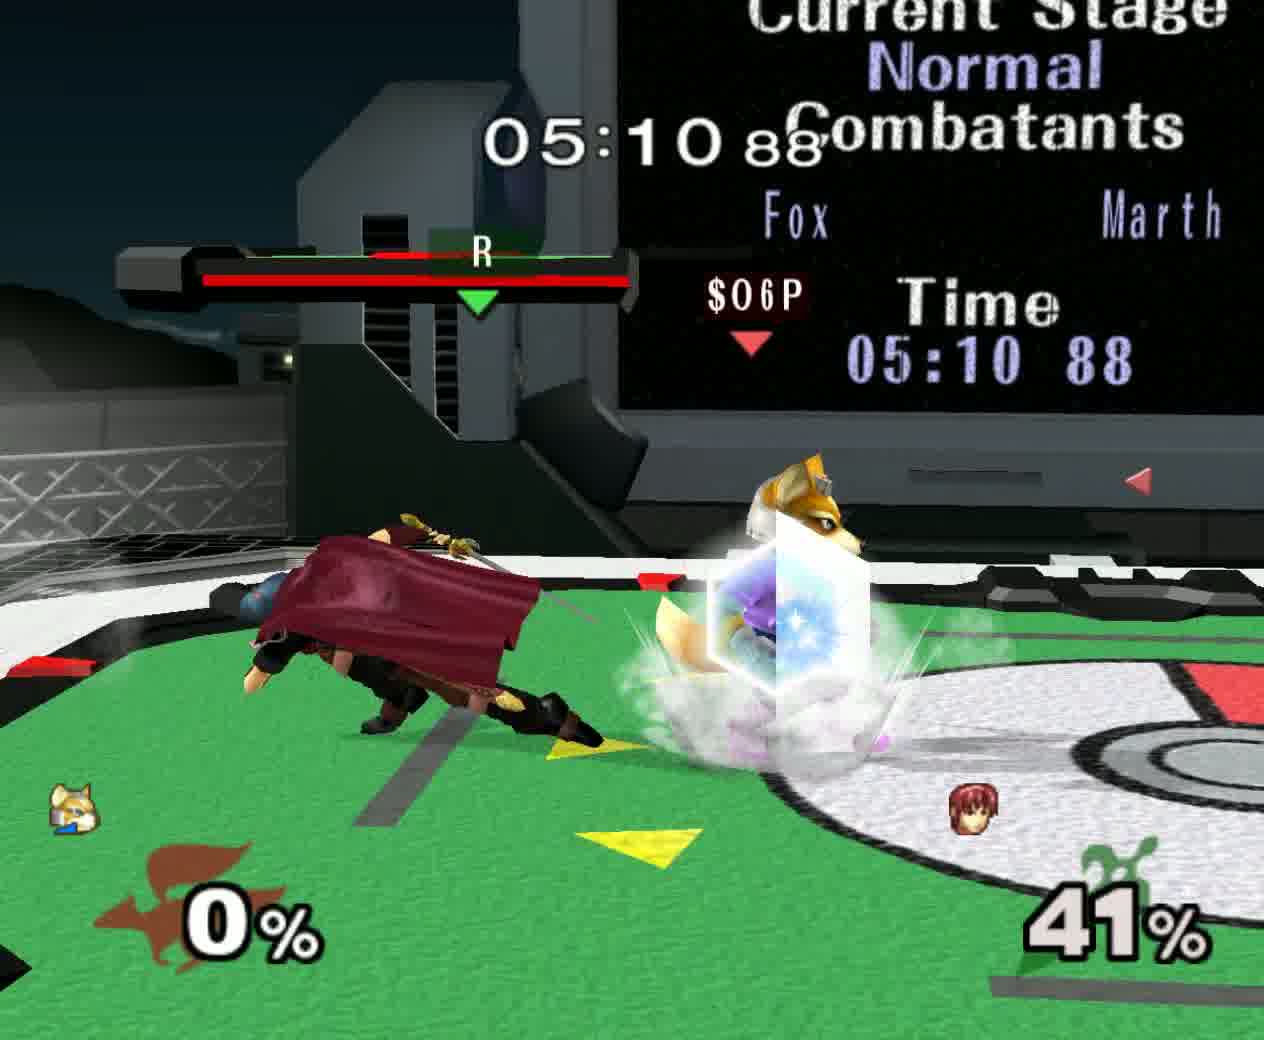 Current Stage
Normal
Combatants
05:10 88
Fox Marth
R
$06P
Time
05:10 88
0%
41%